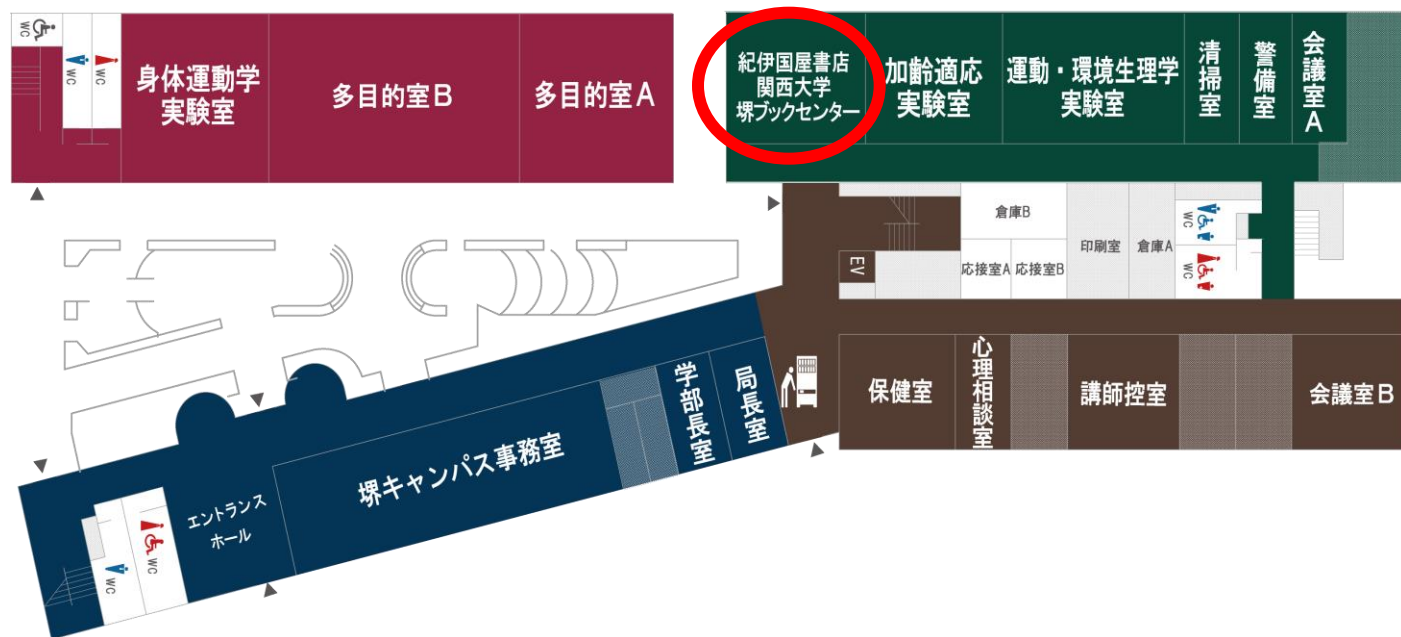 WC
WC
WC
身体運動学
実験室
多目的室B
多目的室A
紀伊国屋書店
関西大学
堺ブックセンター
加齢適応
実験室
運動・環境生理学
実験室
清掃室
警備室
会議室A
倉庫B
応接室A
応接室B
印刷室
倉庫A
WC
WC
EV
保健室
心理相談室
講師控室
会議室B
学部長室
局長室
堺キャンパス事務室
エントランス
ホール
WC
WC